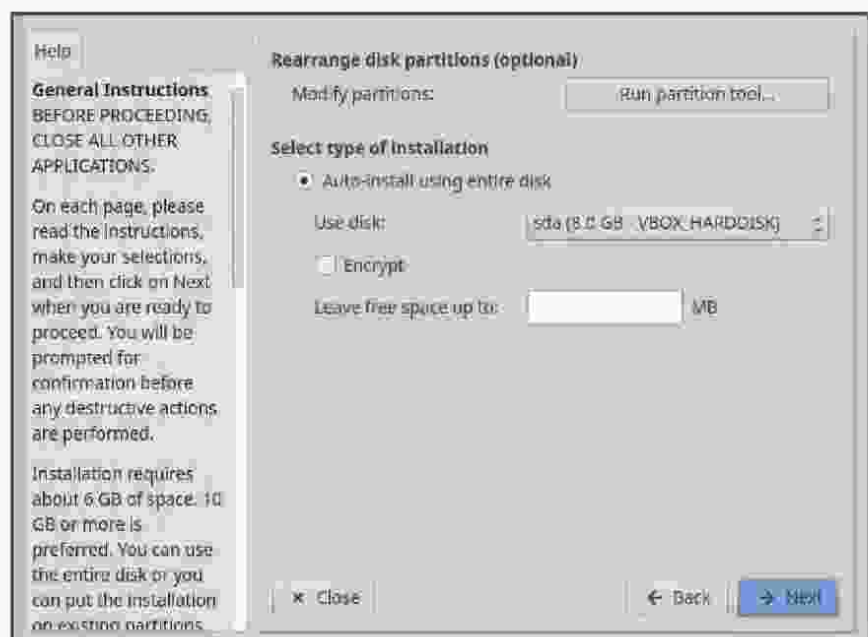 Help
General Instructions
BEFORE PROCEEDING,
CLOSE ALL OTHER
APPLICATIONS.
On each page, please
read the instructions,
make your selections,
and then click on Next
when you are ready to
proceed. You will be
prompted for
confirmation before
any destructive actions
are performed.
Installation requires
about 6 GB of space. 10
GB or more is
preferred. You can use
the entire disk or you
can put the installation
on existing partitions
Rearrange disk partitions (optional)
Modify partitions:
Run partition tool...
Select type of installation
Auto-install using entire disk
Use disk:
sda (8.0 GB - VBOX_HARDDISK)
Encrypt
Leave free space up to:
MB
Close
Back
Next